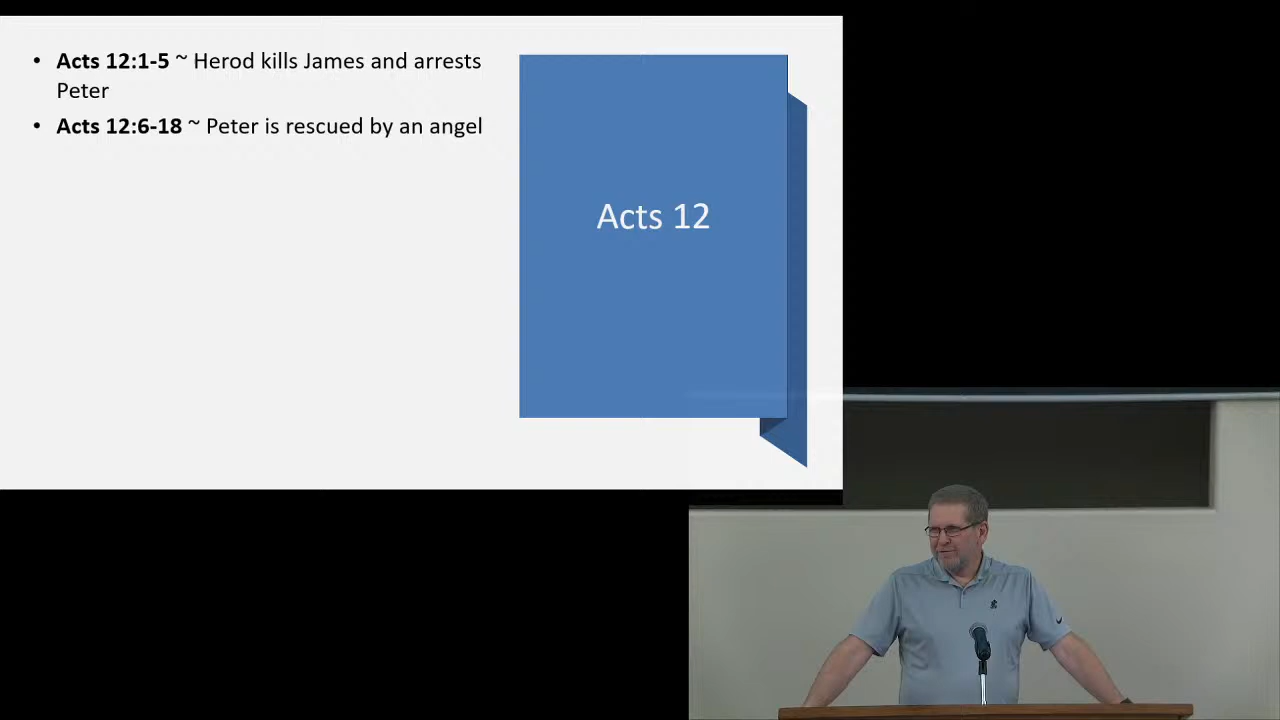 • Acts 12:1-5 ~ Herod kills James and arrests
Peter
• Acts 12:6-18 ~ Peter is rescued by an angel
Acts 12